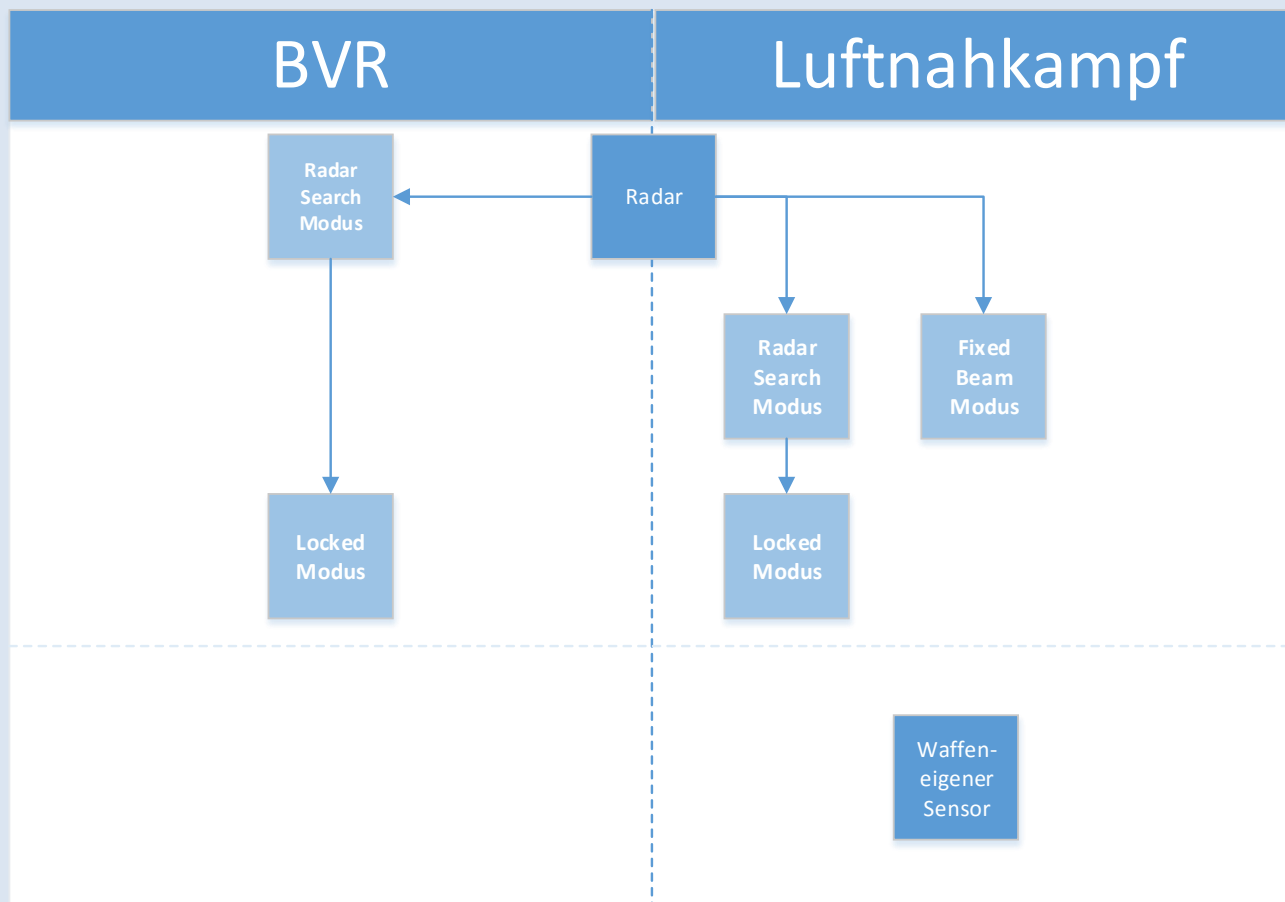 BVR
Luftnahkampf
Radar
Search
Modus
Radar
Radar
Search
Modus
Fixed
Beam
Modus
Locked
Modus
Locked
Modus
Waffen-
eigener
Sensor